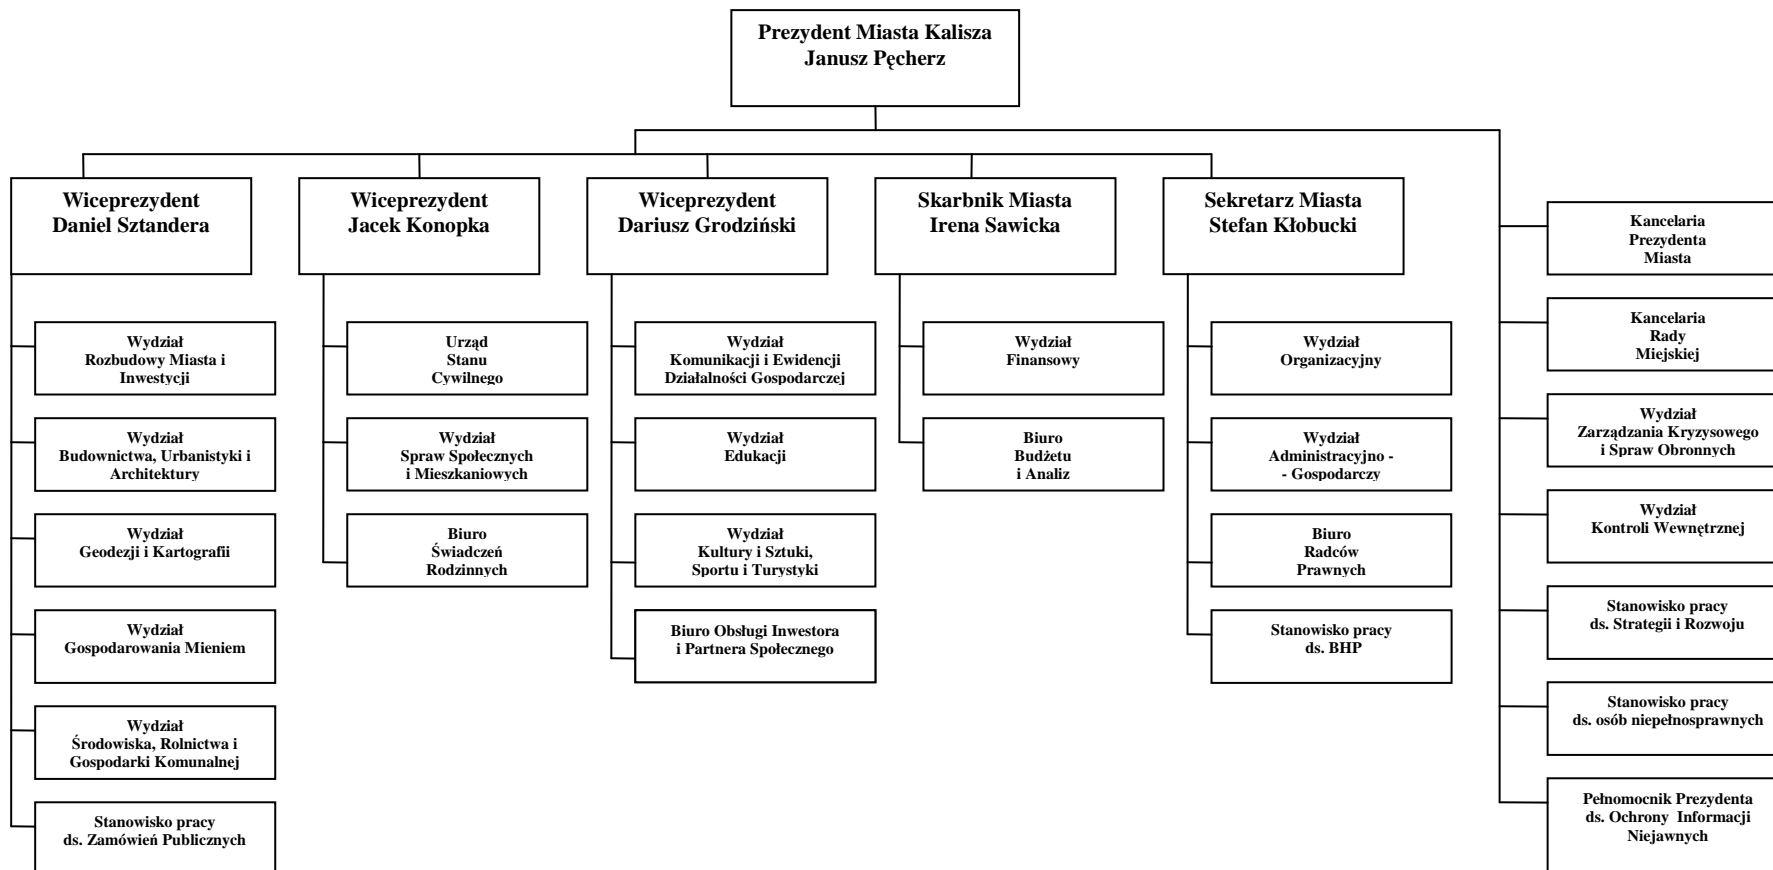 Prezydent Miasta Kalisza
Janusz Pęcherz
Wiceprezydent
Daniel Sztandera
Wiceprezydent
Jacek Konopka
Wiceprezydent
Dariusz Grodziński
Skarbnik Miasta
Irena Sawicka
Sekretarz Miasta
Stefan Kłobucki
Wydział
Rozbudowy Miasta i
Inwestycji
Wydział
Budownictwa, Urbanistyki i
Architektury
Wydział
Geodezji i Kartografii
Wydział
Gospodarowania Mieniem
Wydział
Środowiska, Rolnictwa i
Gospodarki Komunalnej
Stanowisko pracy
ds. Zamówień Publicznych
Urząd
Stanu
Cywilnego
Wydział
Spraw Społecznych
i Mieszkaniowych
Biuro
Świadczeń
Rodzinnych
Wydział
Komunikacji i Ewidencji
Działalności Gospodarczej
Wydział
Edukacji
Wydział
Kultury i Sztuki,
Sportu i Turystyki
Biuro Obsługi Inwestora
i Partnera Społecznego
Wydział
Finansowy
Biuro
Budżetu
i Analiz
Wydział
Organizacyjny
Wydział
Administracyjno -
- Gospodarczy
Biuro
Radców
Prawnych
Stanowisko pracy
ds. BHP
Kancelaria
Prezydenta
Miasta
Kancelaria
Rady
Miejskiej
Wydział
Zarządzania Kryzysowego
i Spraw Obronnych
Wydział
Kontroli Wewnętrznej
Stanowisko pracy
ds. Strategii i Rozwoju
Stanowisko pracy
ds. osób niepełnosprawnych
Pełnomocnik Prezydenta
ds. Ochrony Informacji
Niejawnych